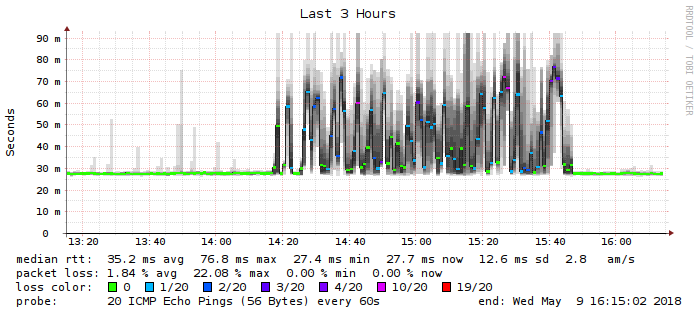 Last 3 Hours
RRDTOOL / TOBI OETIKER
Seconds
90 m
80 m
70 m
60 m
50 m
40 m
30 m
20 m
10 m
0
13:20 13:40 14:00 14:20 14:40 15:00 15:20 15:40 16:00
median rtt: 35.2 ms avg 76.8 ms max 27.4 ms min 27.7 ms now 12.6 ms sd 2.8 am/s
packet loss: 1.84 % avg 22.08 % max 0.00 % min 0.00 % now
loss color: 0 1/20 2/20 3/20 4/20 10/20 19/20
probe: 20 ICMP Echo Pings (56 Bytes) every 60s end: Wed May 9 16:15:02 2018